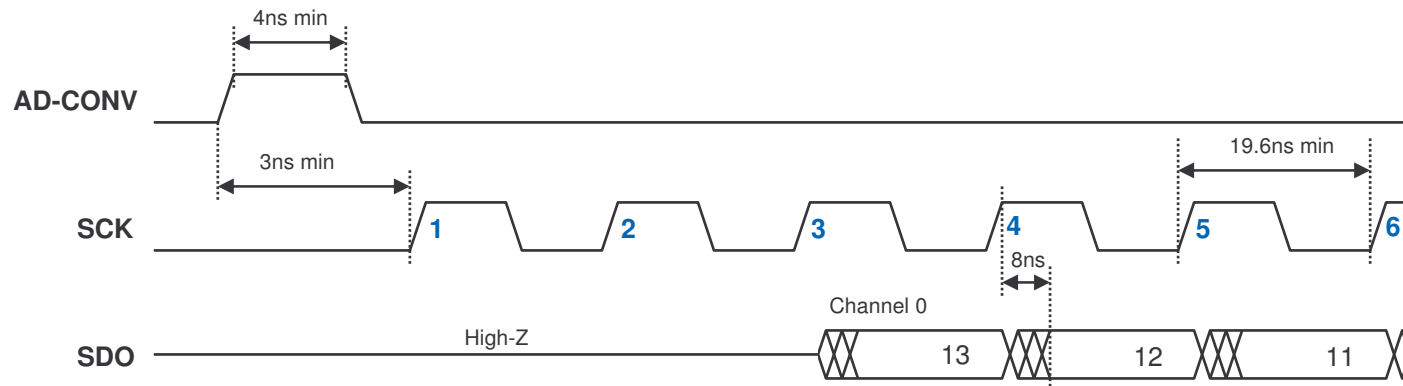 4ns min
AD-CONV
3ns min
19.6ns min
SCK
1 2 3 4 5 6
8ns
Channel 0
High-Z
SDO
13 12 11